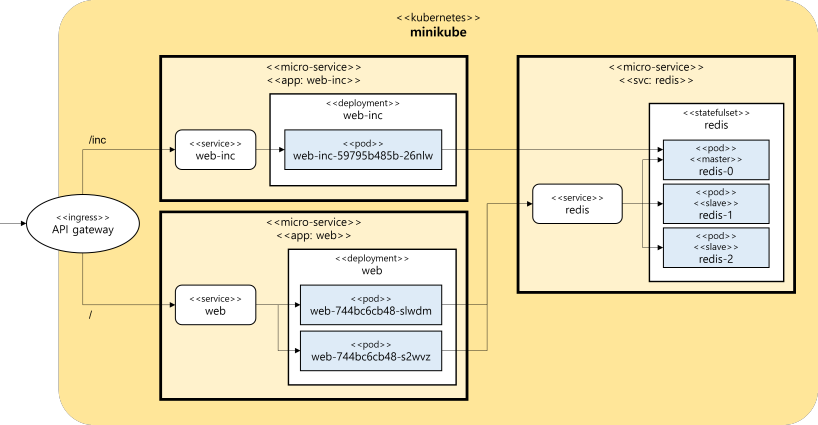 <<kubernetes>>
minikube
<<micro-service>>
<<app: web-inc>>
<<deployment>>
web-inc
/inc
<<service>>
web-inc
<<pod>>
web-inc-59795b485b-26nlw
<<ingress>>
API gateway
<<micro-service>>
<<app: web>>
<<deployment>>
web
/
<<service>>
web
<<pod>>
web-744bc6cb48-slwdm
<<pod>>
web-744bc6cb48-s2wvz
<<micro-service>>
<<svc: redis>>
<<statefulset>>
redis
<<service>>
redis
<<pod>>
<<master>>
redis-0
<<pod>>
<<slave>>
redis-1
<<pod>>
<<slave>>
redis-2